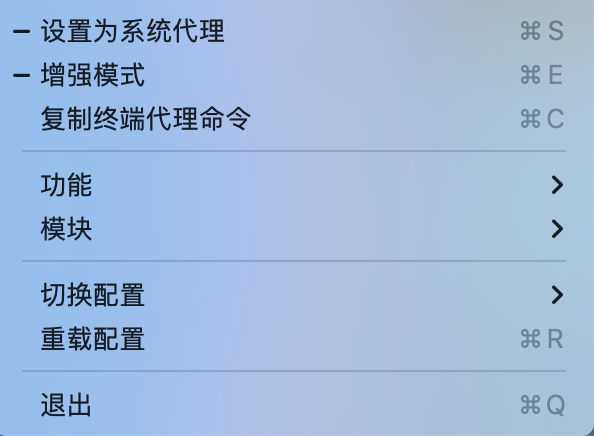 设置为系统代理 ⌘ S
增强模式 ⌘ E
复制终端代理命令 ⌘ C
功能
模块
切换配置
重载配置 ⌘ R
退出 ⌘ Q